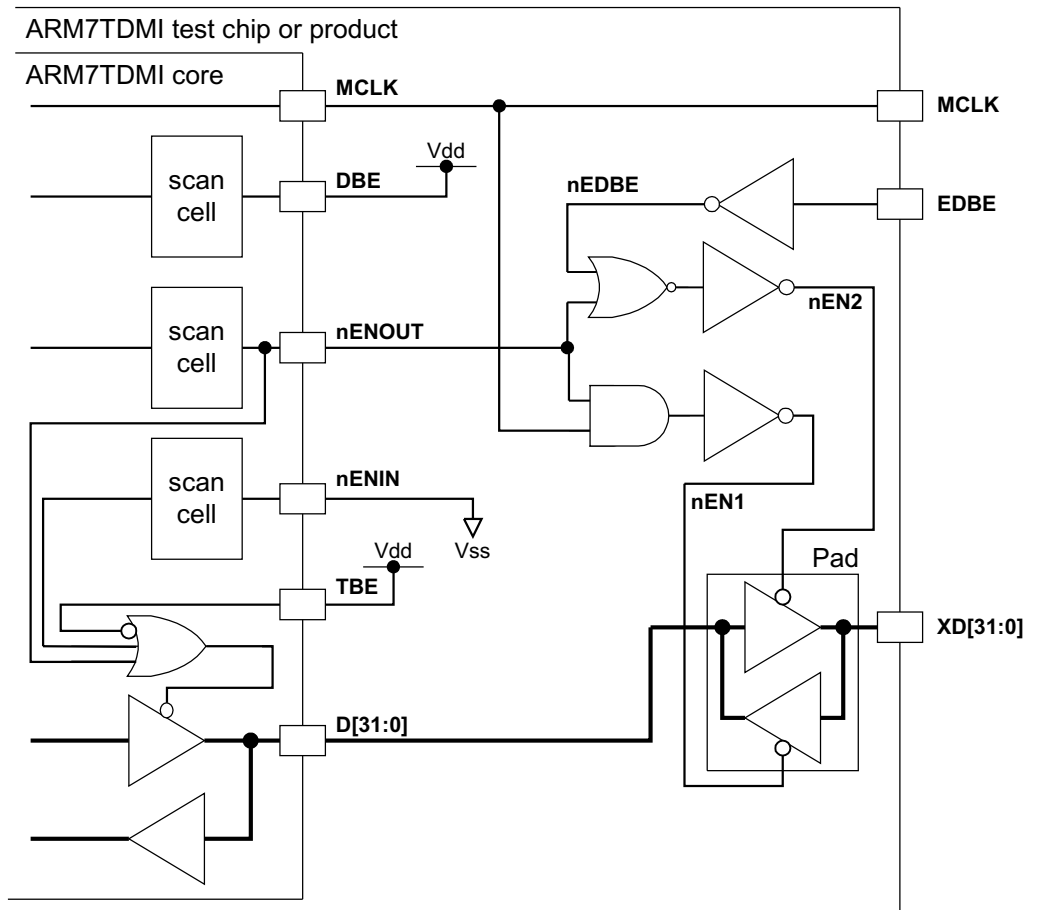 ARM7TDMI test chip or product
ARM7TDMI core
MCLK
MCLK
scan
cell
DBE
Vdd
nEDBE
EDBE
scan
cell
nENOUT
nEN2
scan
cell
nENIN
Vss
nEN1
Vdd
TBE
Pad
XD[31:0]
D[31:0]